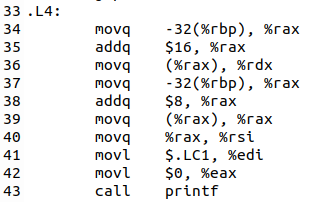 33 .L4:
34 movq -32(%rbp), %rax
35 addq $16, %rax
36 movq (%rax), %rdx
37 movq -32(%rbp), %rax
38 addq $8, %rax
39 movq (%rax), %rax
40 movq %rax, %rsi
41 movl $.LC1, %edi
42 movl $0, %eax
43 call printf